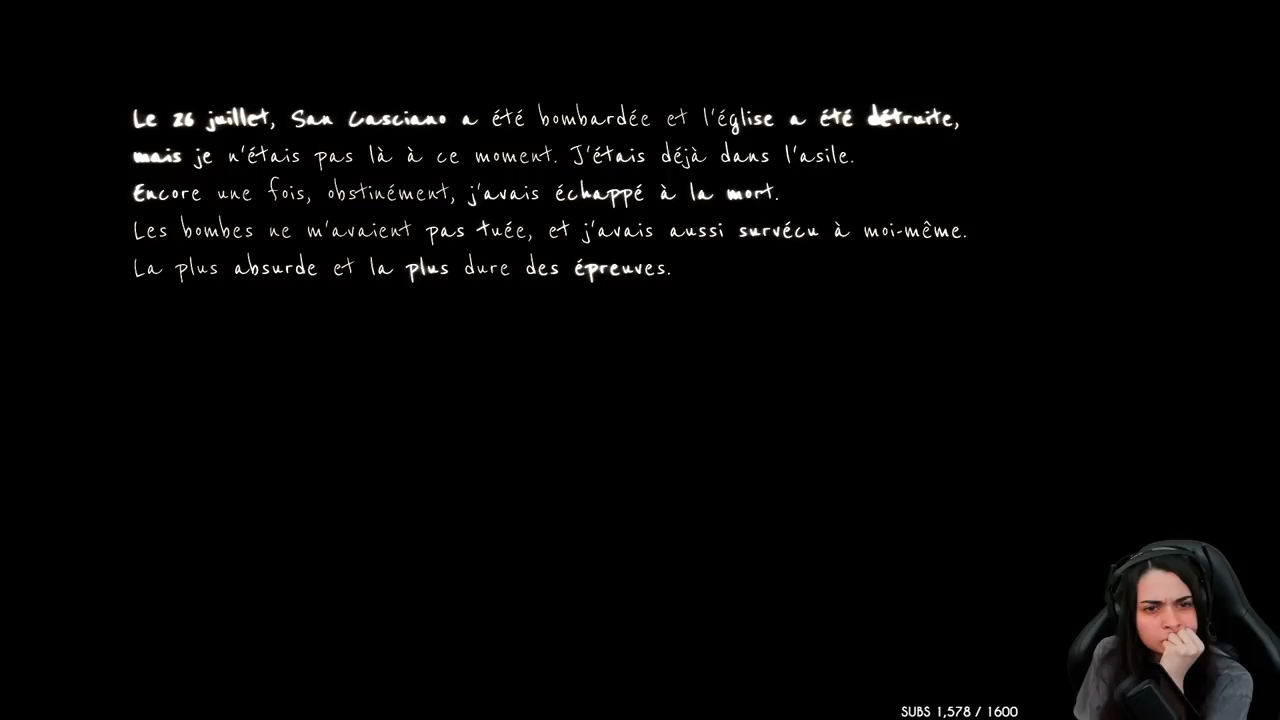 Le 26 juillet, San Casciano a été bombardée et l'église a été détruite,
mais je n'étais pas là à ce moment. J'étais déjà dans l'asile.
Encore une fois, obstinément, j'avais échappé à la mort.
Les bombes ne m'avaient pas tuée, et j'avais aussi survécu à moi-même.
La plus absurde et la plus dure des épreuves.
SUBS 1,578 / 1600